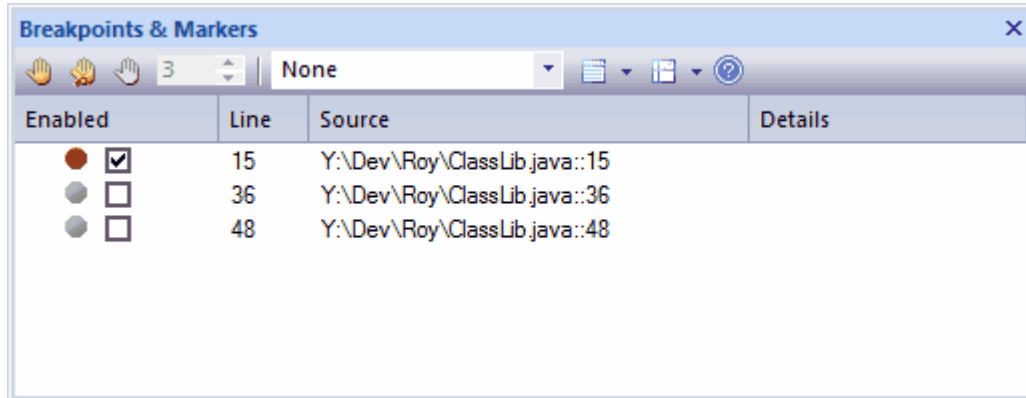 Breakpoints & Markers
3 None
Enabled Line Source Details
15 Y:\Dev\Roy\ClassLib.java::15
36 Y:\Dev\Roy\ClassLib.java::36
48 Y:\Dev\Roy\ClassLib.java::48